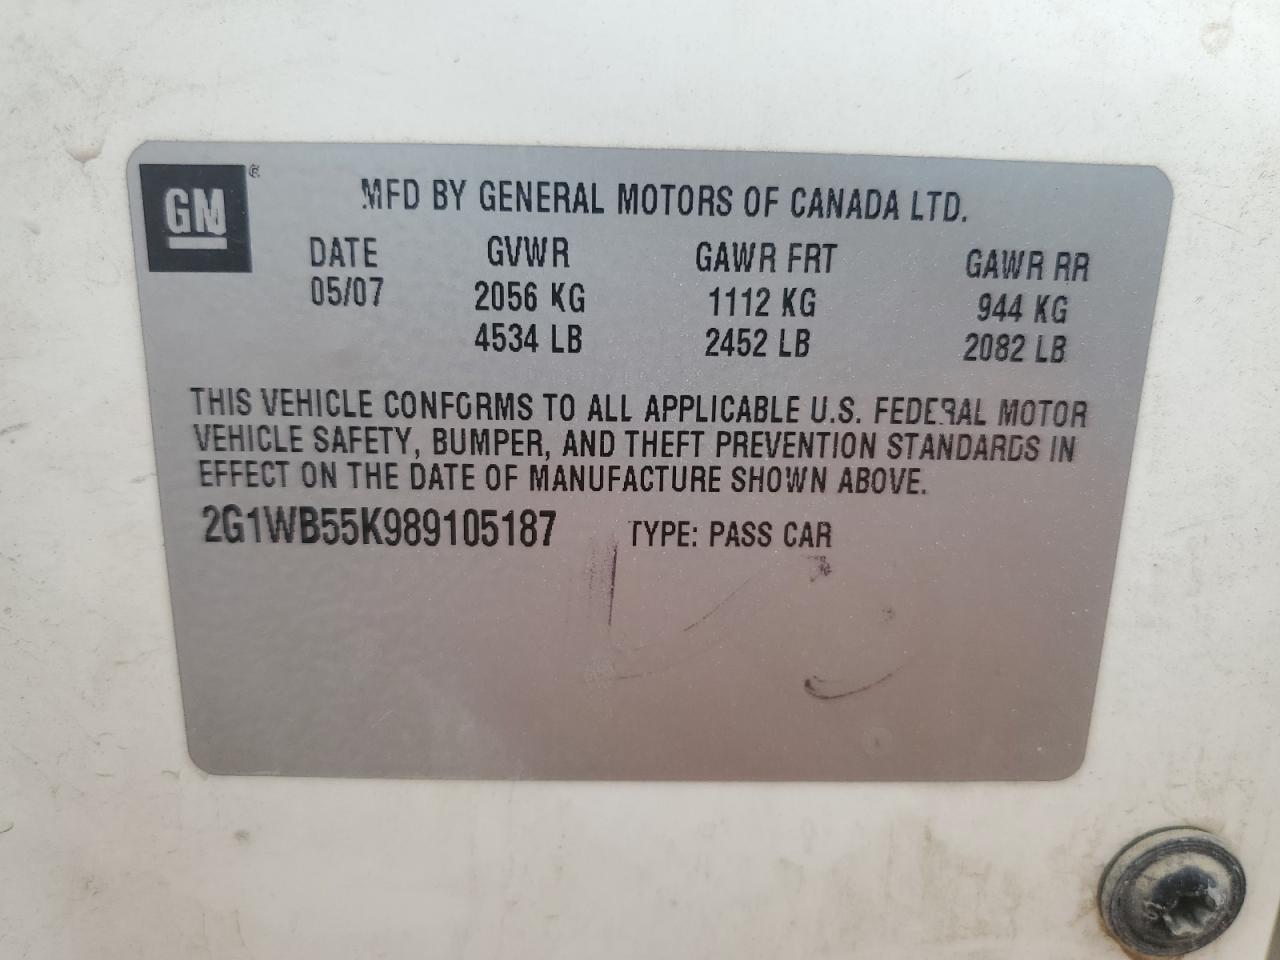 GM ®
MFD BY GENERAL MOTORS OF CANADA LTD.
DATE GVWR GAWR FRT GAWR RR
05/07 2056 KG 1112 KG 944 KG
4534 LB 2452 LB 2082 LB
THIS VEHICLE CONFORMS TO ALL APPLICABLE U.S. FEDERAL MOTOR
VEHICLE SAFETY, BUMPER, AND THEFT PREVENTION STANDARDS IN
EFFECT ON THE DATE OF MANUFACTURE SHOWN ABOVE.
2G1WB55K989105187 TYPE: PASS CAR